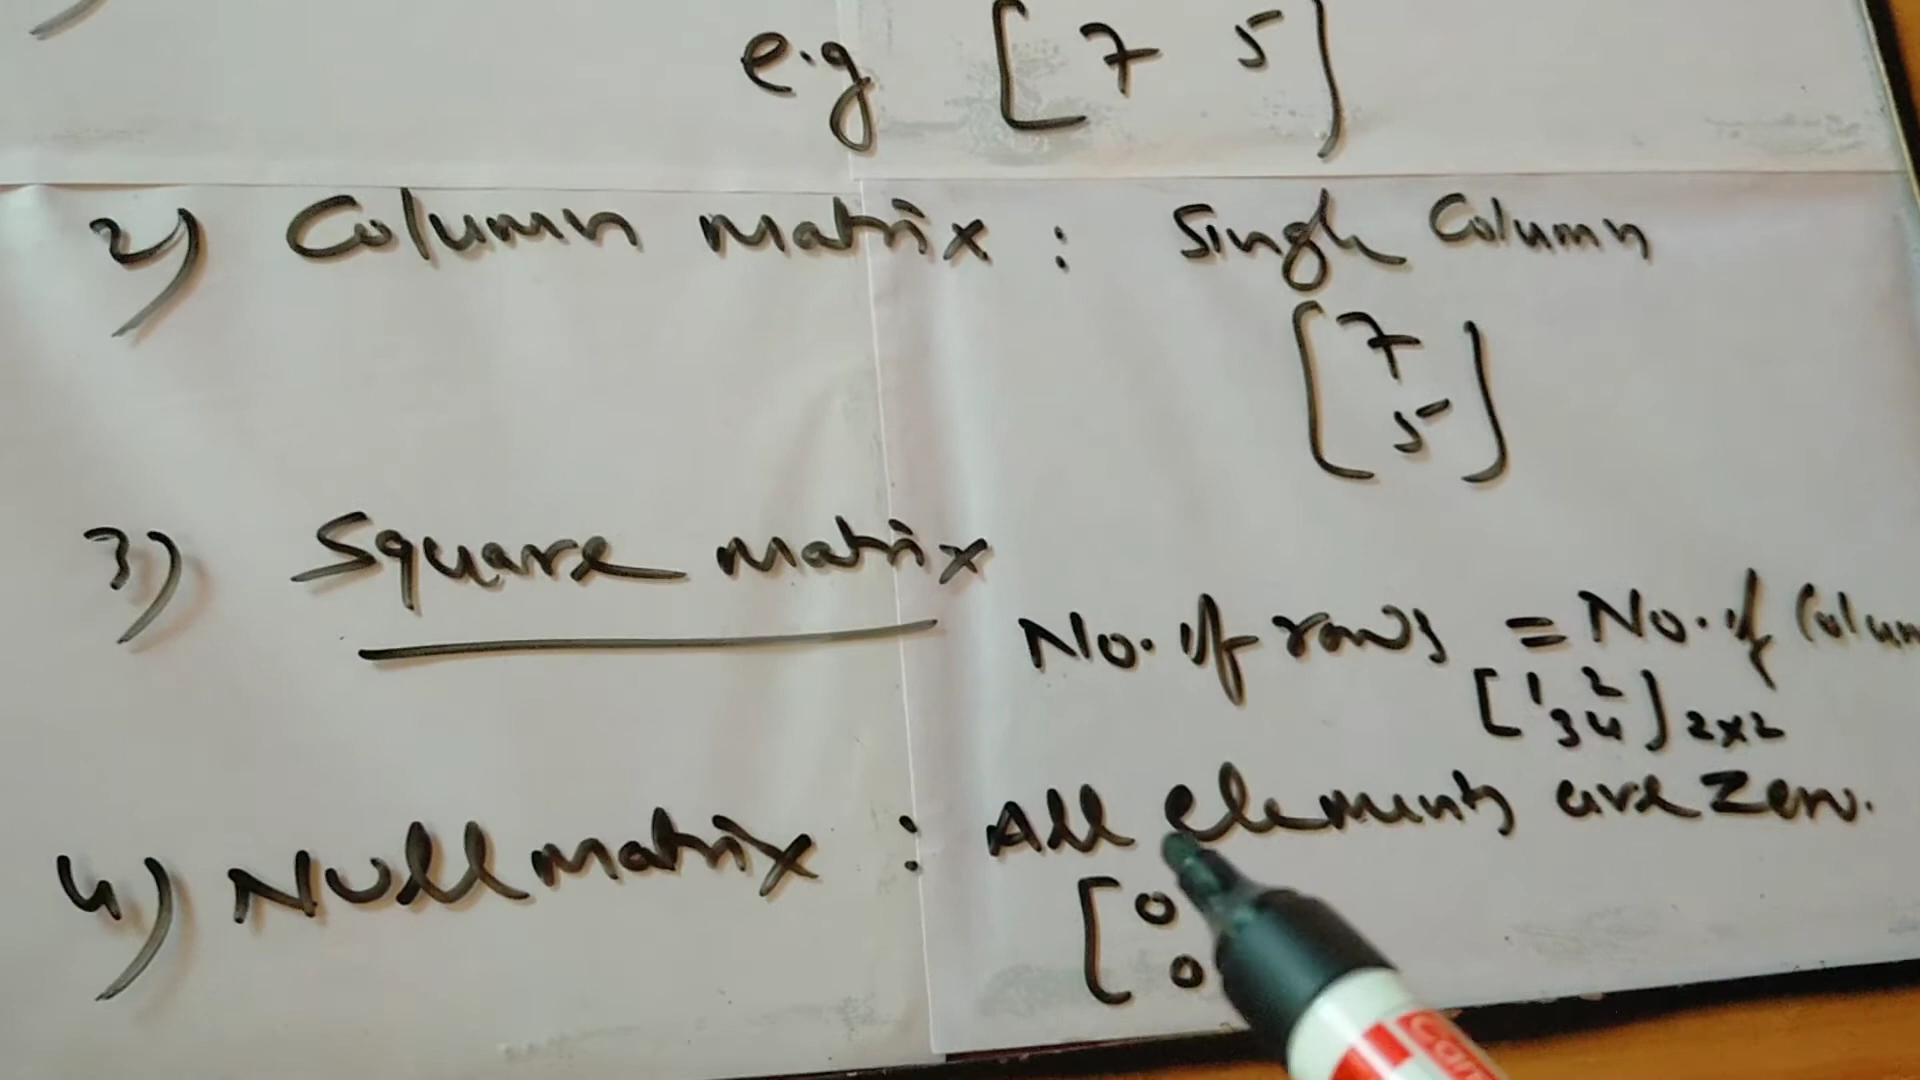 e.g [ 7 5 ]
2) Column matrix : Single Column
[ 7
5 ]
3) Square matrix
No. of rows = No. of Colum
[ 1 2
3 4 ] 2x2
4) Null matrix : All elements are zero.
[ 0
0